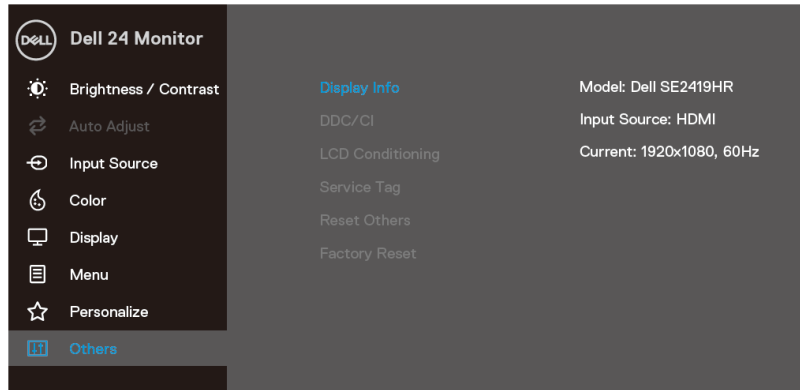 DELL Dell 24 Monitor
Brightness / Contrast
Auto Adjust
Input Source
Color
Display
Menu
Personalize
Others
Display Info
DDC/CI
LCD Conditioning
Service Tag
Reset Others
Factory Reset
Model: Dell SE2419HR
Input Source: HDMI
Current: 1920x1080, 60Hz